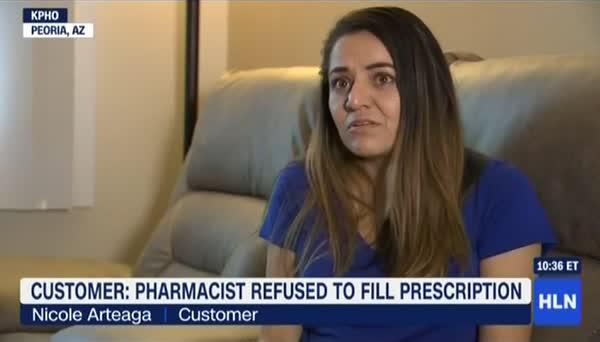 KPHO
PEORIA, AZ
10:36 ET
CUSTOMER: PHARMACIST REFUSED TO FILL PRESCRIPTION
Nicole Arteaga | Customer
HLN